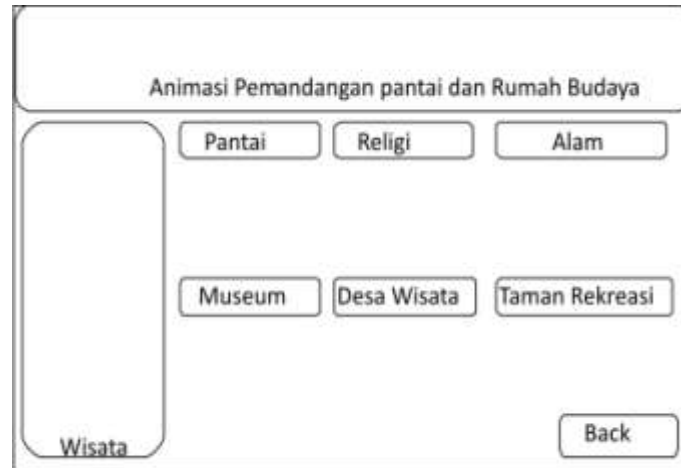 Animasi Pemandangan pantai dan Rumah Budaya
Pantai Religi Alam
Museum Desa Wisata Taman Rekreasi
Back
Wisata